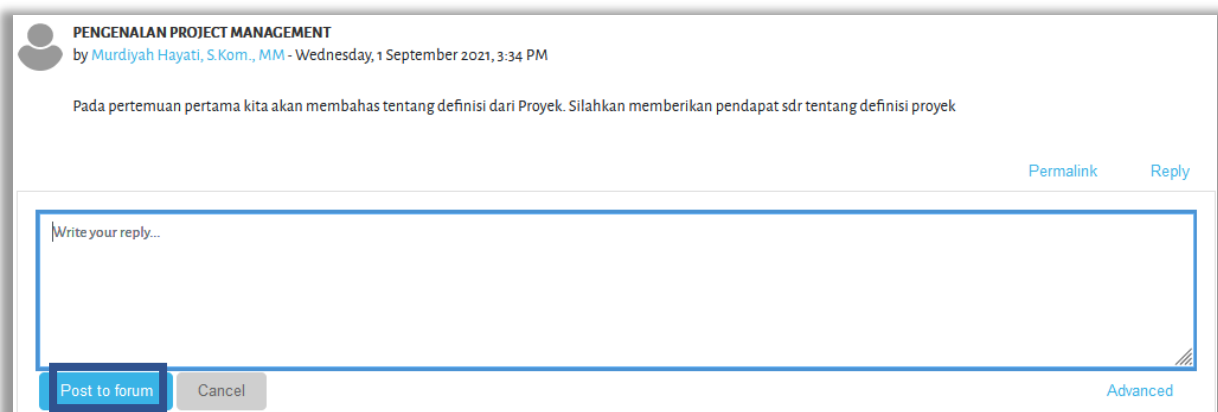 PENGENALAN PROJECT MANAGEMENT
by Murdiyah Hayati, S.Kom., MM - Wednesday, 1 September 2021, 3:34 PM
Pada pertemuan pertama kita akan membahas tentang definisi dari Proyek. Silahkan memberikan pendapat sdr tentang definisi proyek
Permalink Reply
Write your reply...
Post to forum Cancel Advanced